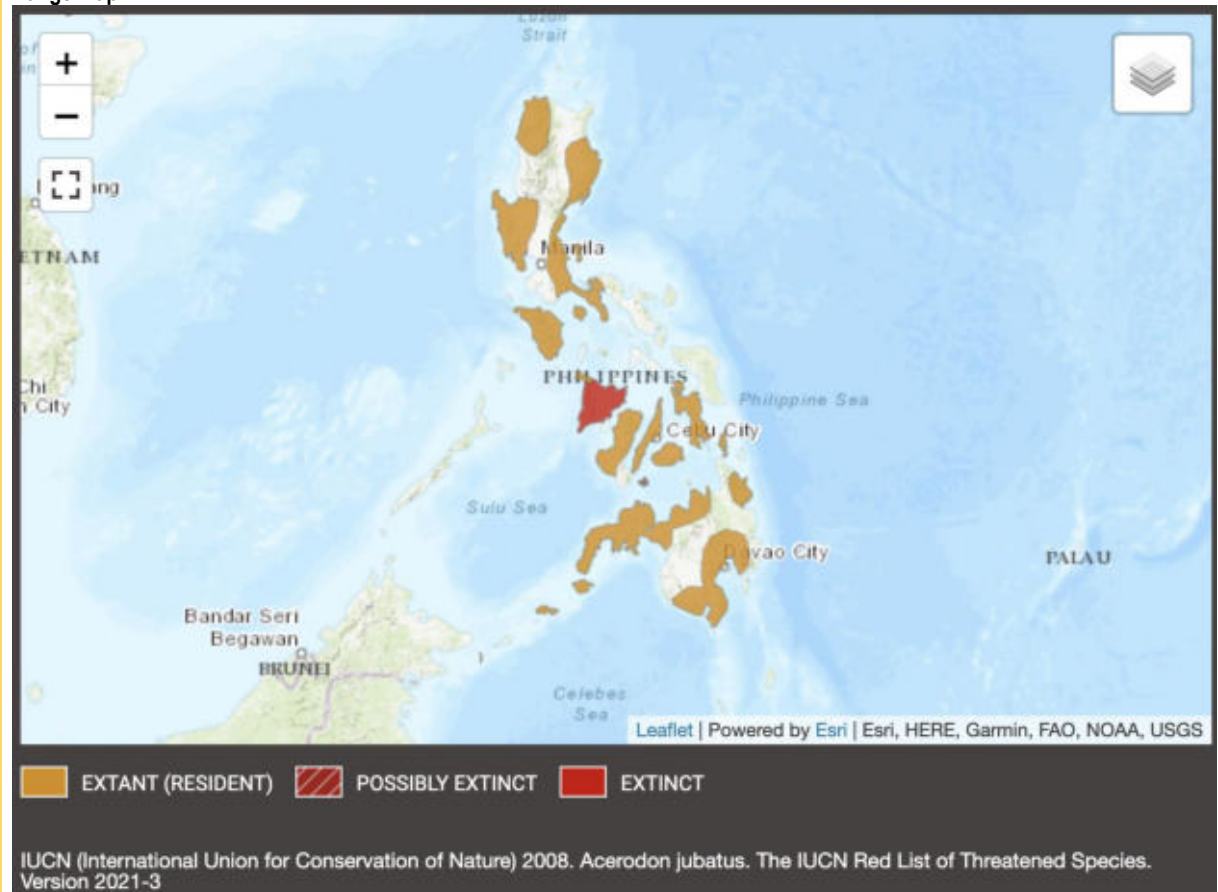 Luzon
Strait
+
−
ang
ETNAM
Manila
PHILIPPINES
Chi
City
Philippine Sea
Cebu City
Sulu Sea
Davao City
PALAU
Bandar Seri
Begawan
BRUNEI
Celebes
Sea
Leaflet | Powered by Esri | Esri, HERE, Garmin, FAO, NOAA, USGS
EXTANT (RESIDENT) POSSIBLY EXTINCT EXTINCT
IUCN (International Union for Conservation of Nature) 2008. Acerodon jubatus. The IUCN Red List of Threatened Species.
Version 2021-3